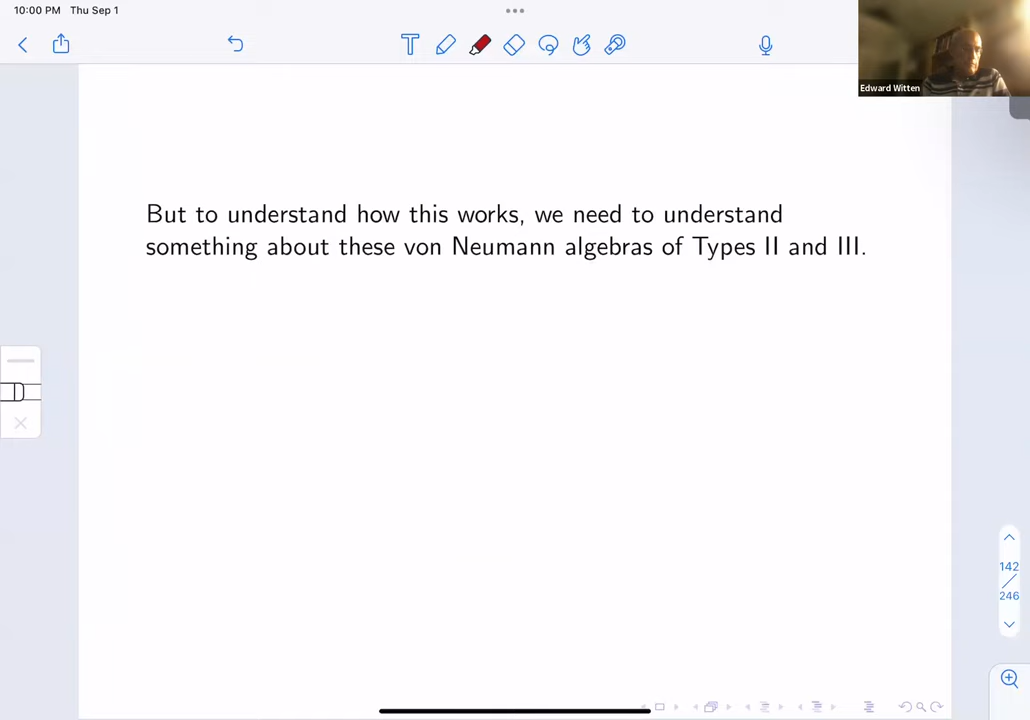 10:00 PM Thu Sep 1
T
Edward Witten
But to understand how this works, we need to understand
something about these von Neumann algebras of Types II and III.
142
246